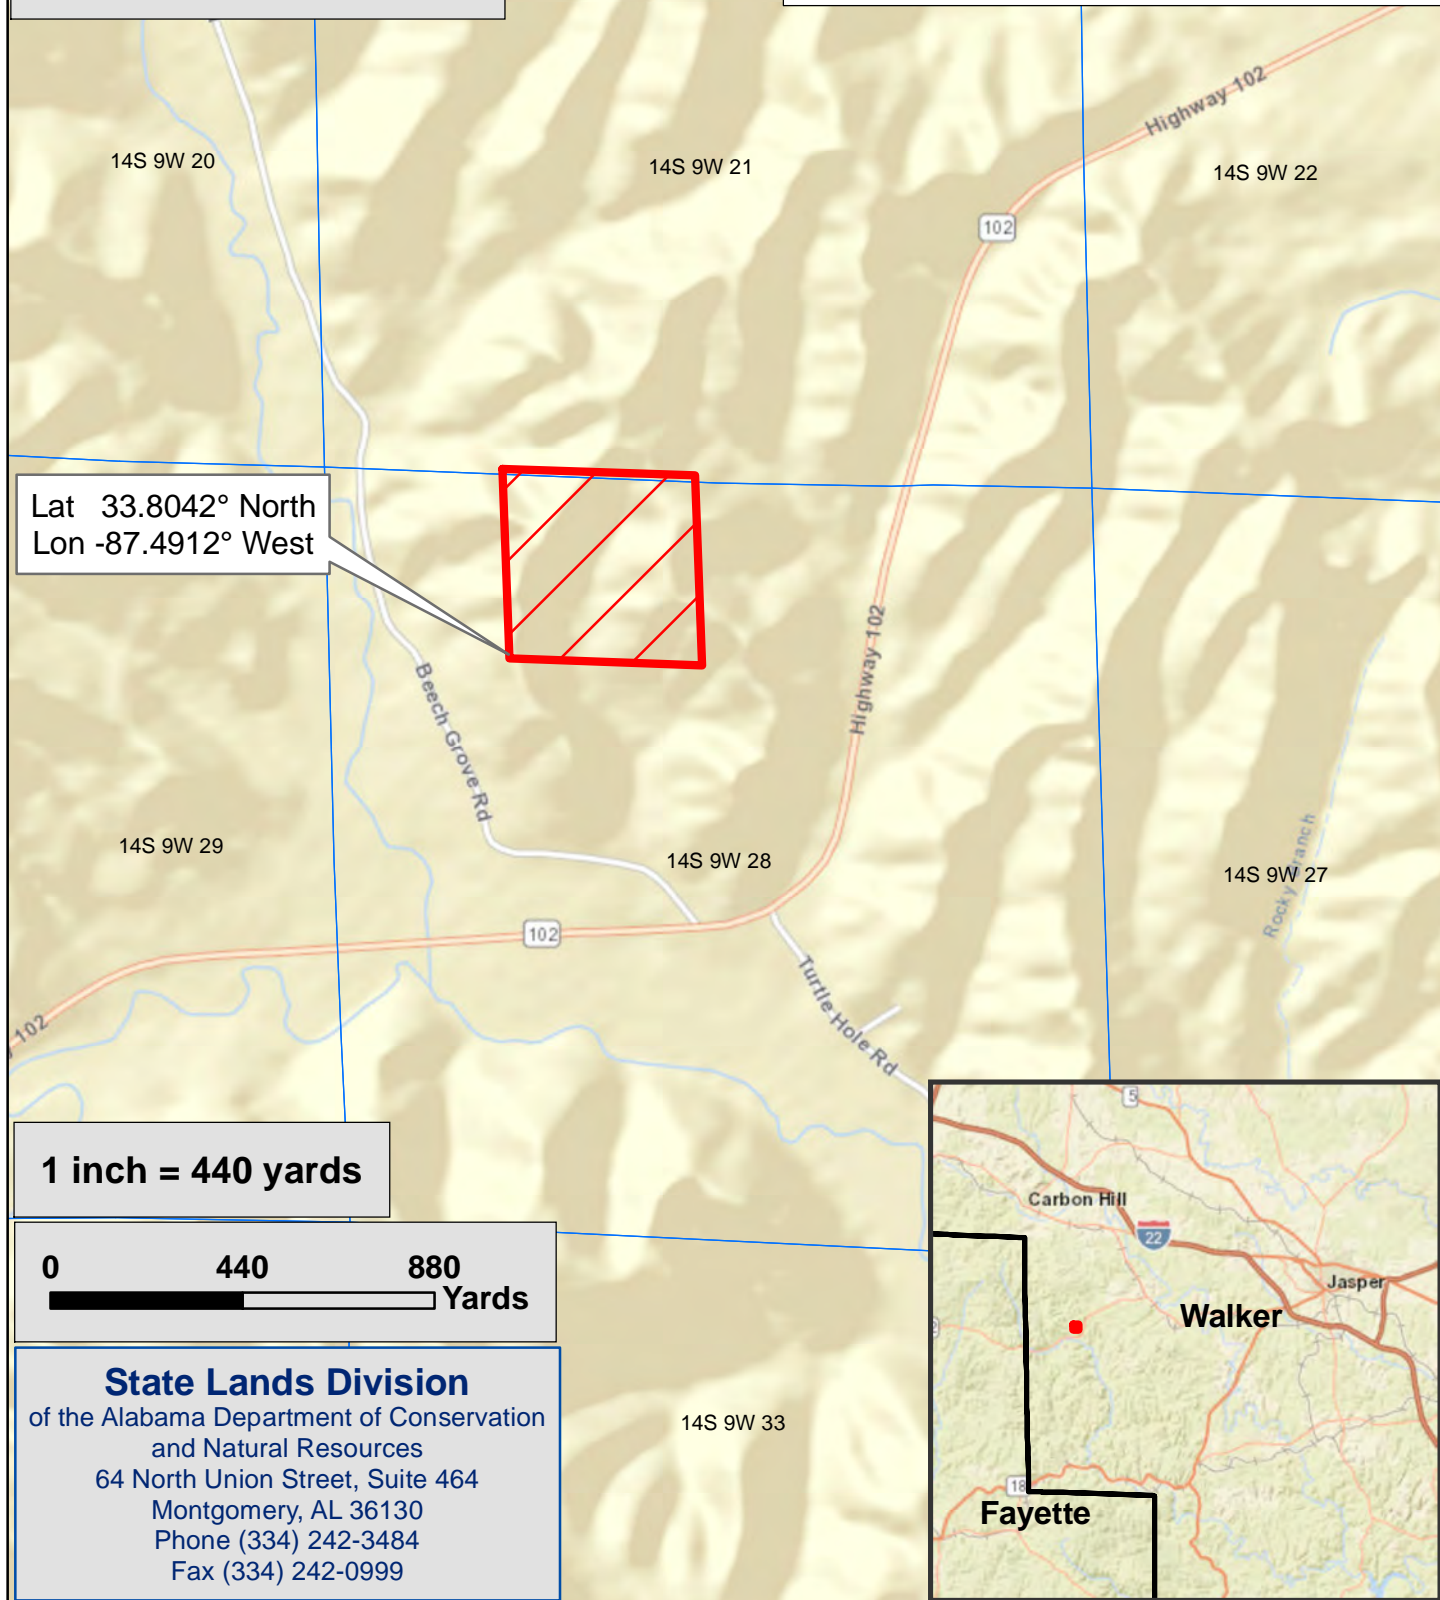 Highway 102
14S 9W 20
14S 9W 21
14S 9W 22
102
Lat 33.8042° North
Lon -87.4912° West
Highway 102
Beech Grove Rd
14S 9W 29
14S 9W 28
14S 9W 27
Rocky Branch
102
Turtle Hole Rd
102
1 inch = 440 yards
0 440 880
Yards
State Lands Division
of the Alabama Department of Conservation
and Natural Resources
64 North Union Street, Suite 464
Montgomery, AL 36130
Phone (334) 242-3484
Fax (334) 242-0999
14S 9W 33
5
Carbon Hill
22
Jasper
Walker
18
Fayette